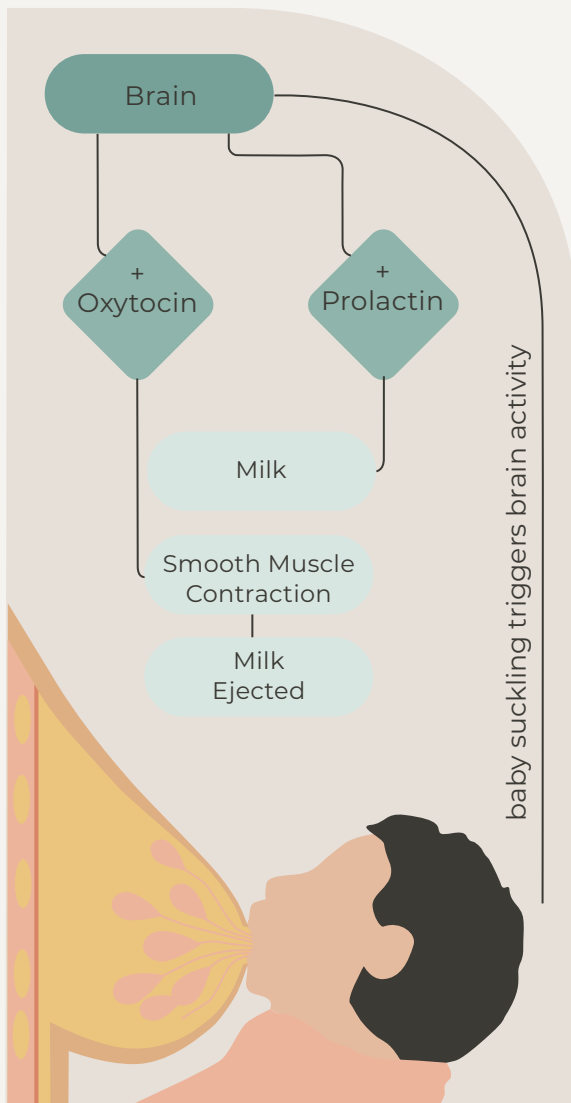 Brain
+
Oxytocin
+
Prolactin
Milk
Smooth Muscle
Contraction
Milk
Ejected
baby suckling triggers brain activity